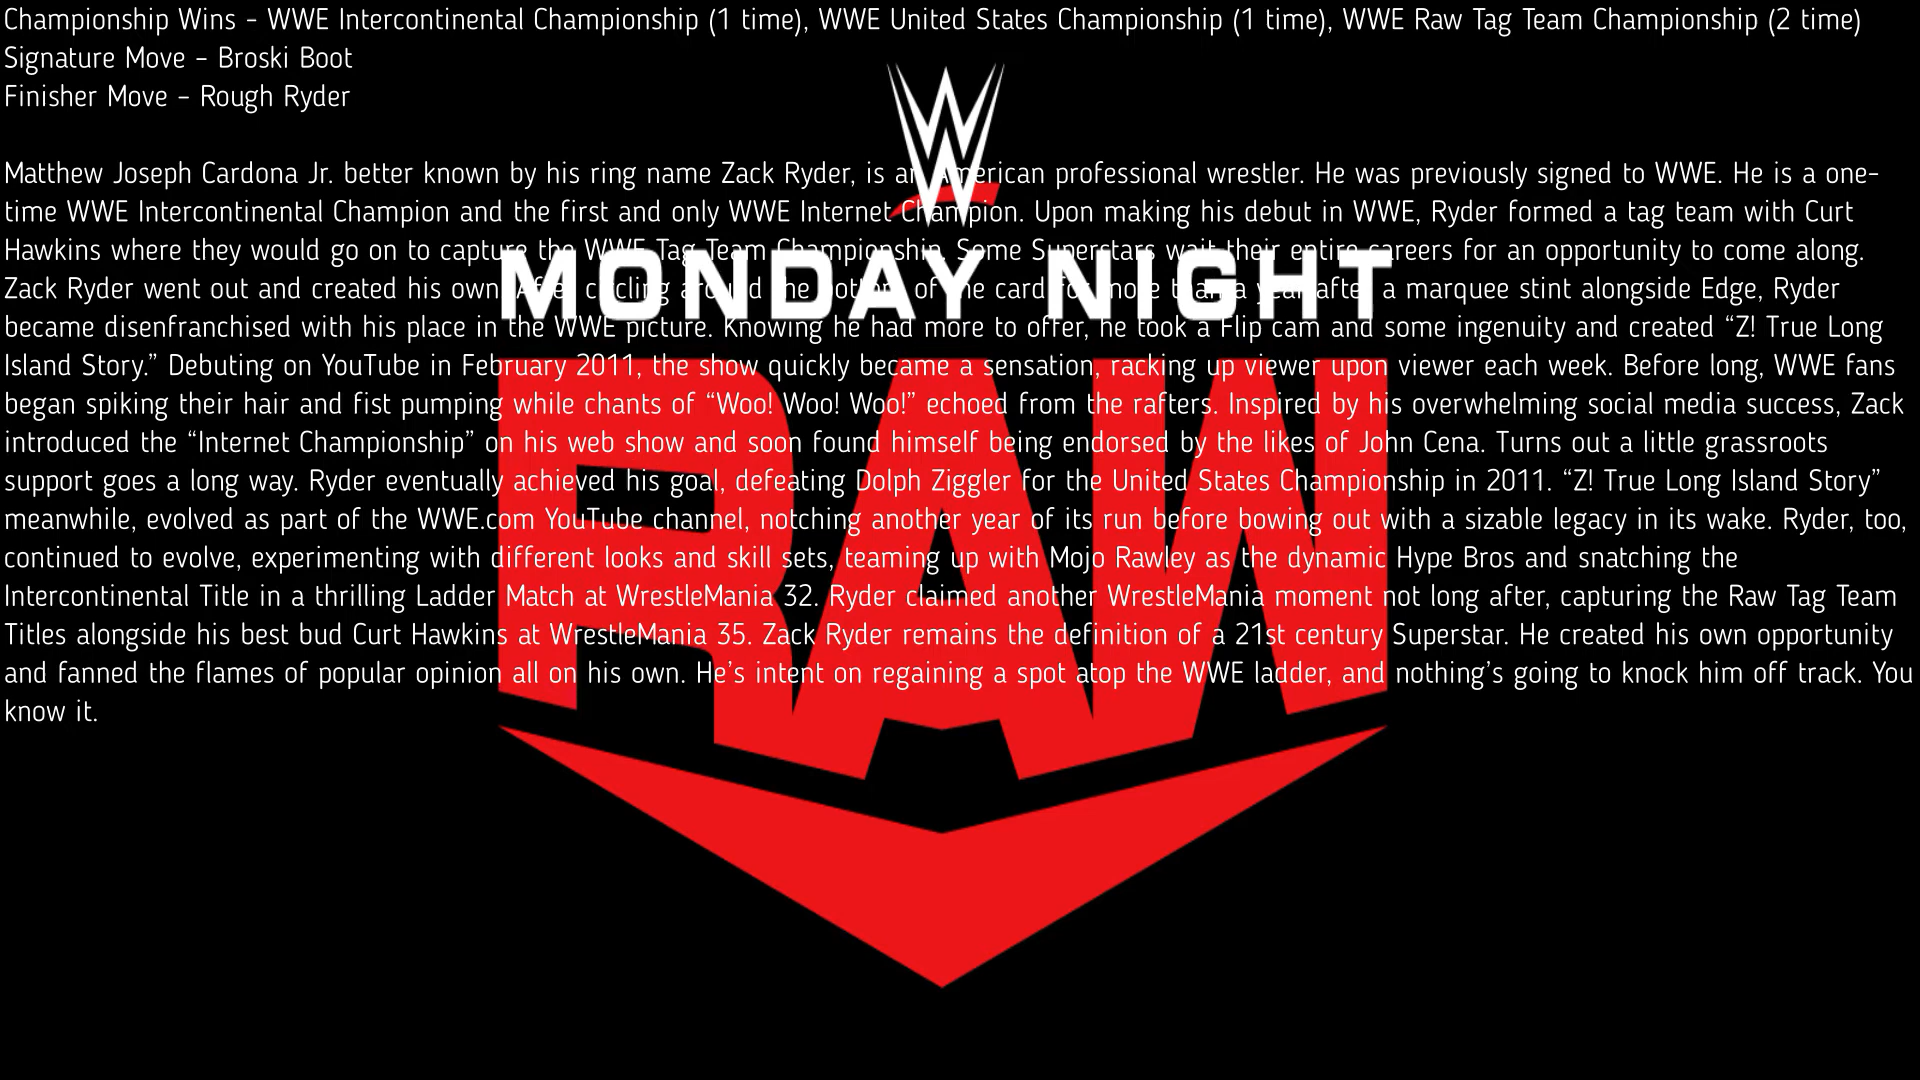 Championship Wins – WWE Intercontinental Championship (1 time), WWE United States Championship (1 time), WWE Raw Tag Team Championship (2 time)
Signature Move – Broski Boot
Finisher Move – Rough Ryder
Matthew Joseph Cardona Jr. better known by his ring name Zack Ryder, is an American professional wrestler. He was previously signed to WWE. He is a one-
time WWE Intercontinental Champion and the first and only WWE Internet Champion. Upon making his debut in WWE, Ryder formed a tag team with Curt
Hawkins where they would go on to capture the WWE Tag Team Championship. Some Superstars wait their entire careers for an opportunity to come along.
Zack Ryder went out and created his own. After circling around the bottom of the card for more than a year after a marquee stint alongside Edge, Ryder
became disenfranchised with his place in the WWE picture. Knowing he had more to offer, he took a Flip cam and some ingenuity and created “Z! True Long
Island Story.” Debuting on YouTube in February 2011, the show quickly became a sensation, racking up viewer upon viewer each week. Before long, WWE fans
began spiking their hair and fist pumping while chants of “Woo! Woo! Woo!” echoed from the rafters. Inspired by his overwhelming social media success, Zack
introduced the “Internet Championship” on his web show and soon found himself being endorsed by the likes of John Cena. Turns out a little grassroots
support goes a long way. Ryder eventually achieved his goal, defeating Dolph Ziggler for the United States Championship in 2011. “Z! True Long Island Story”
meanwhile, evolved as part of the WWE.com YouTube channel, notching another year of its run before bowing out with a sizable legacy in its wake. Ryder, too,
continued to evolve, experimenting with different looks and skill sets, teaming up with Mojo Rawley as the dynamic Hype Bros and snatching the
Intercontinental Title in a thrilling Ladder Match at WrestleMania 32. Ryder claimed another WrestleMania moment not long after, capturing the Raw Tag Team
Titles alongside his best bud Curt Hawkins at WrestleMania 35. Zack Ryder remains the definition of a 21st century Superstar. He created his own opportunity
and fanned the flames of popular opinion all on his own. He’s intent on regaining a spot atop the WWE ladder, and nothing’s going to knock him off track. You
know it.
W
MONDAY NIGHT
RAW